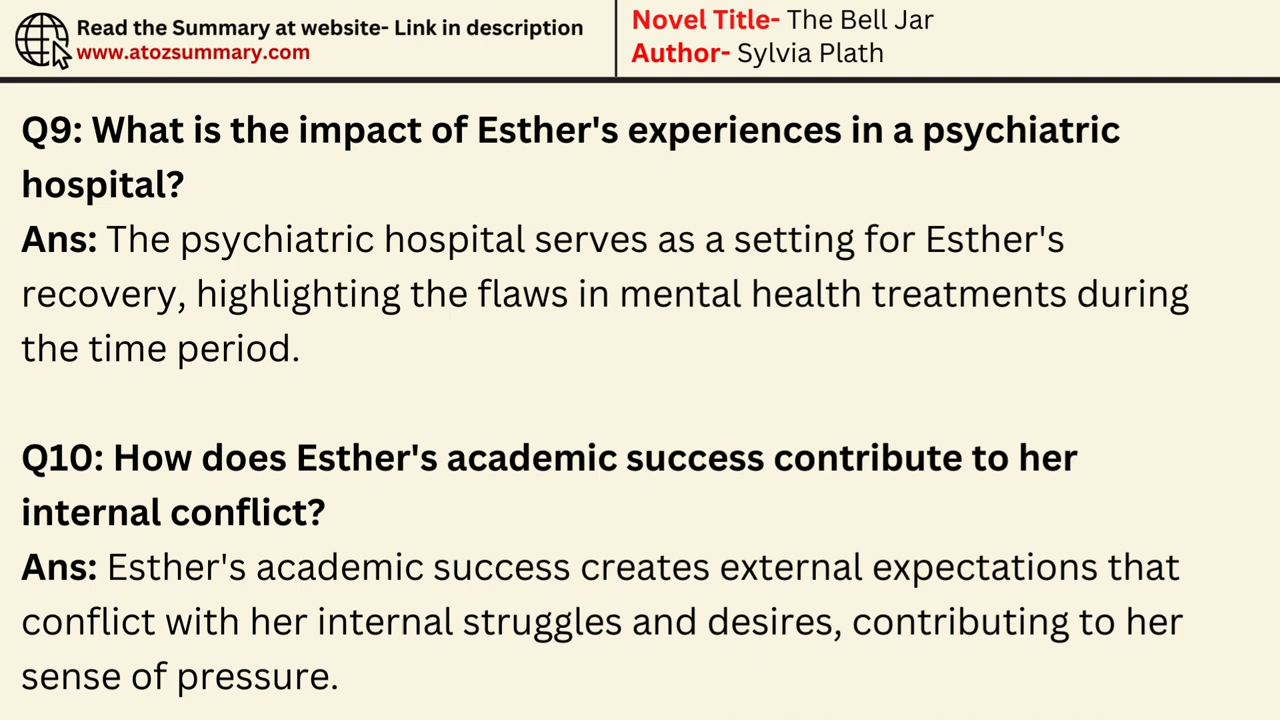 Read the Summary at website- Link in description
www.atozsummary.com
Novel Title- The Bell Jar
Author- Sylvia Plath
Q9: What is the impact of Esther's experiences in a psychiatric
hospital?
Ans: The psychiatric hospital serves as a setting for Esther's
recovery, highlighting the flaws in mental health treatments during
the time period.
Q10: How does Esther's academic success contribute to her
internal conflict?
Ans: Esther's academic success creates external expectations that
conflict with her internal struggles and desires, contributing to her
sense of pressure.